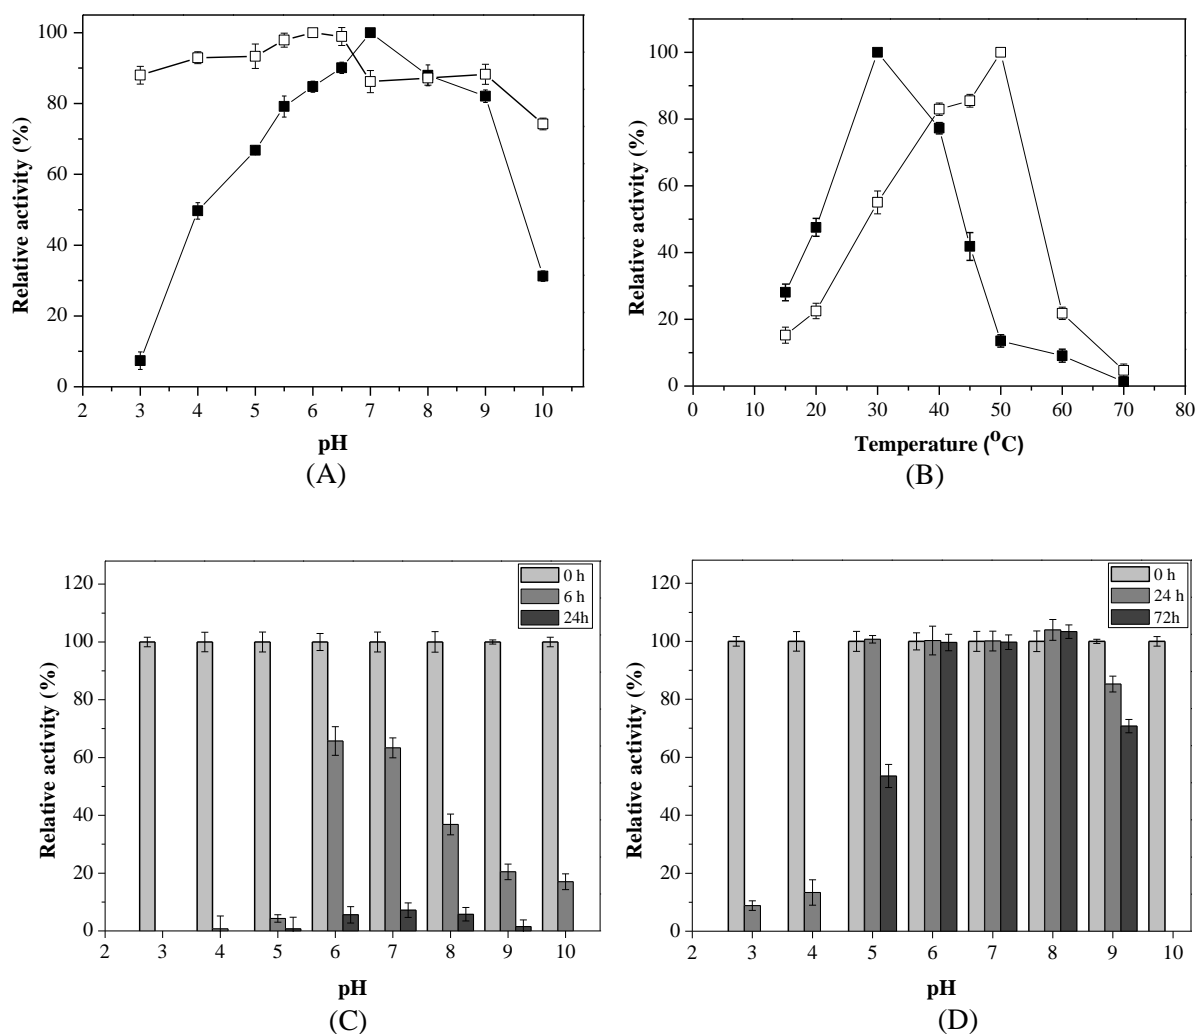 100
80
60
40
20
0
Relative activity (%)
2 3 4 5 6 7 8 9 10
pH
(A)
100
80
60
40
20
0
Relative activity (%)
0 10 20 30 40 50 60 70 80
Temperature (°C)
(B)
0 h
6 h
24h
120
100
80
60
40
20
0
Relative activity (%)
2 3 4 5 6 7 8 9 10
pH
(C)
0 h
24 h
72h
120
100
80
60
40
20
0
Relative activity (%)
2 3 4 5 6 7 8 9 10
pH
(D)